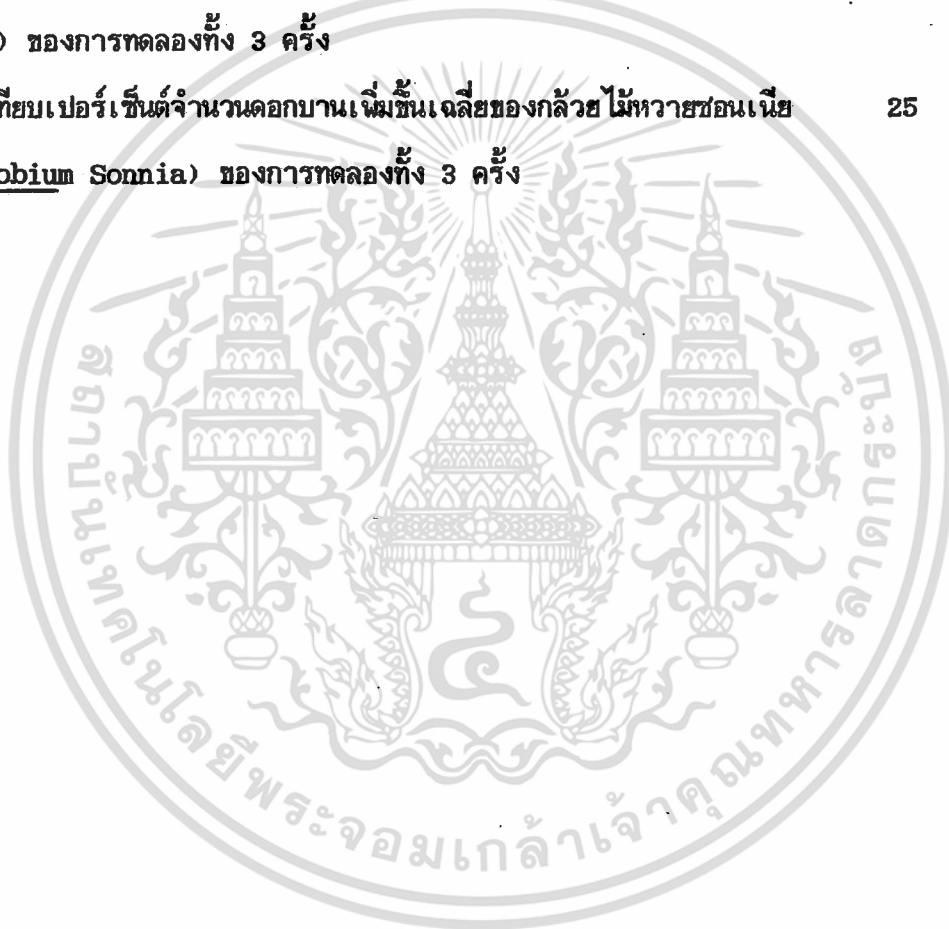 ) ของการทดลองทั้ง 3 ครั้ง
ทียบเปอร์เซ็นต์จำนวนดอกบานเพิ่มขึ้นเฉลี่ยของกล้วยไม้หวายซอนเนีย 25
obium Sonnia) ของการทดลองทั้ง 3 ครั้ง
สถาบันเทคโนโลยีพระจอมเกล้าเจ้าคุณทหารลาดกระบัง